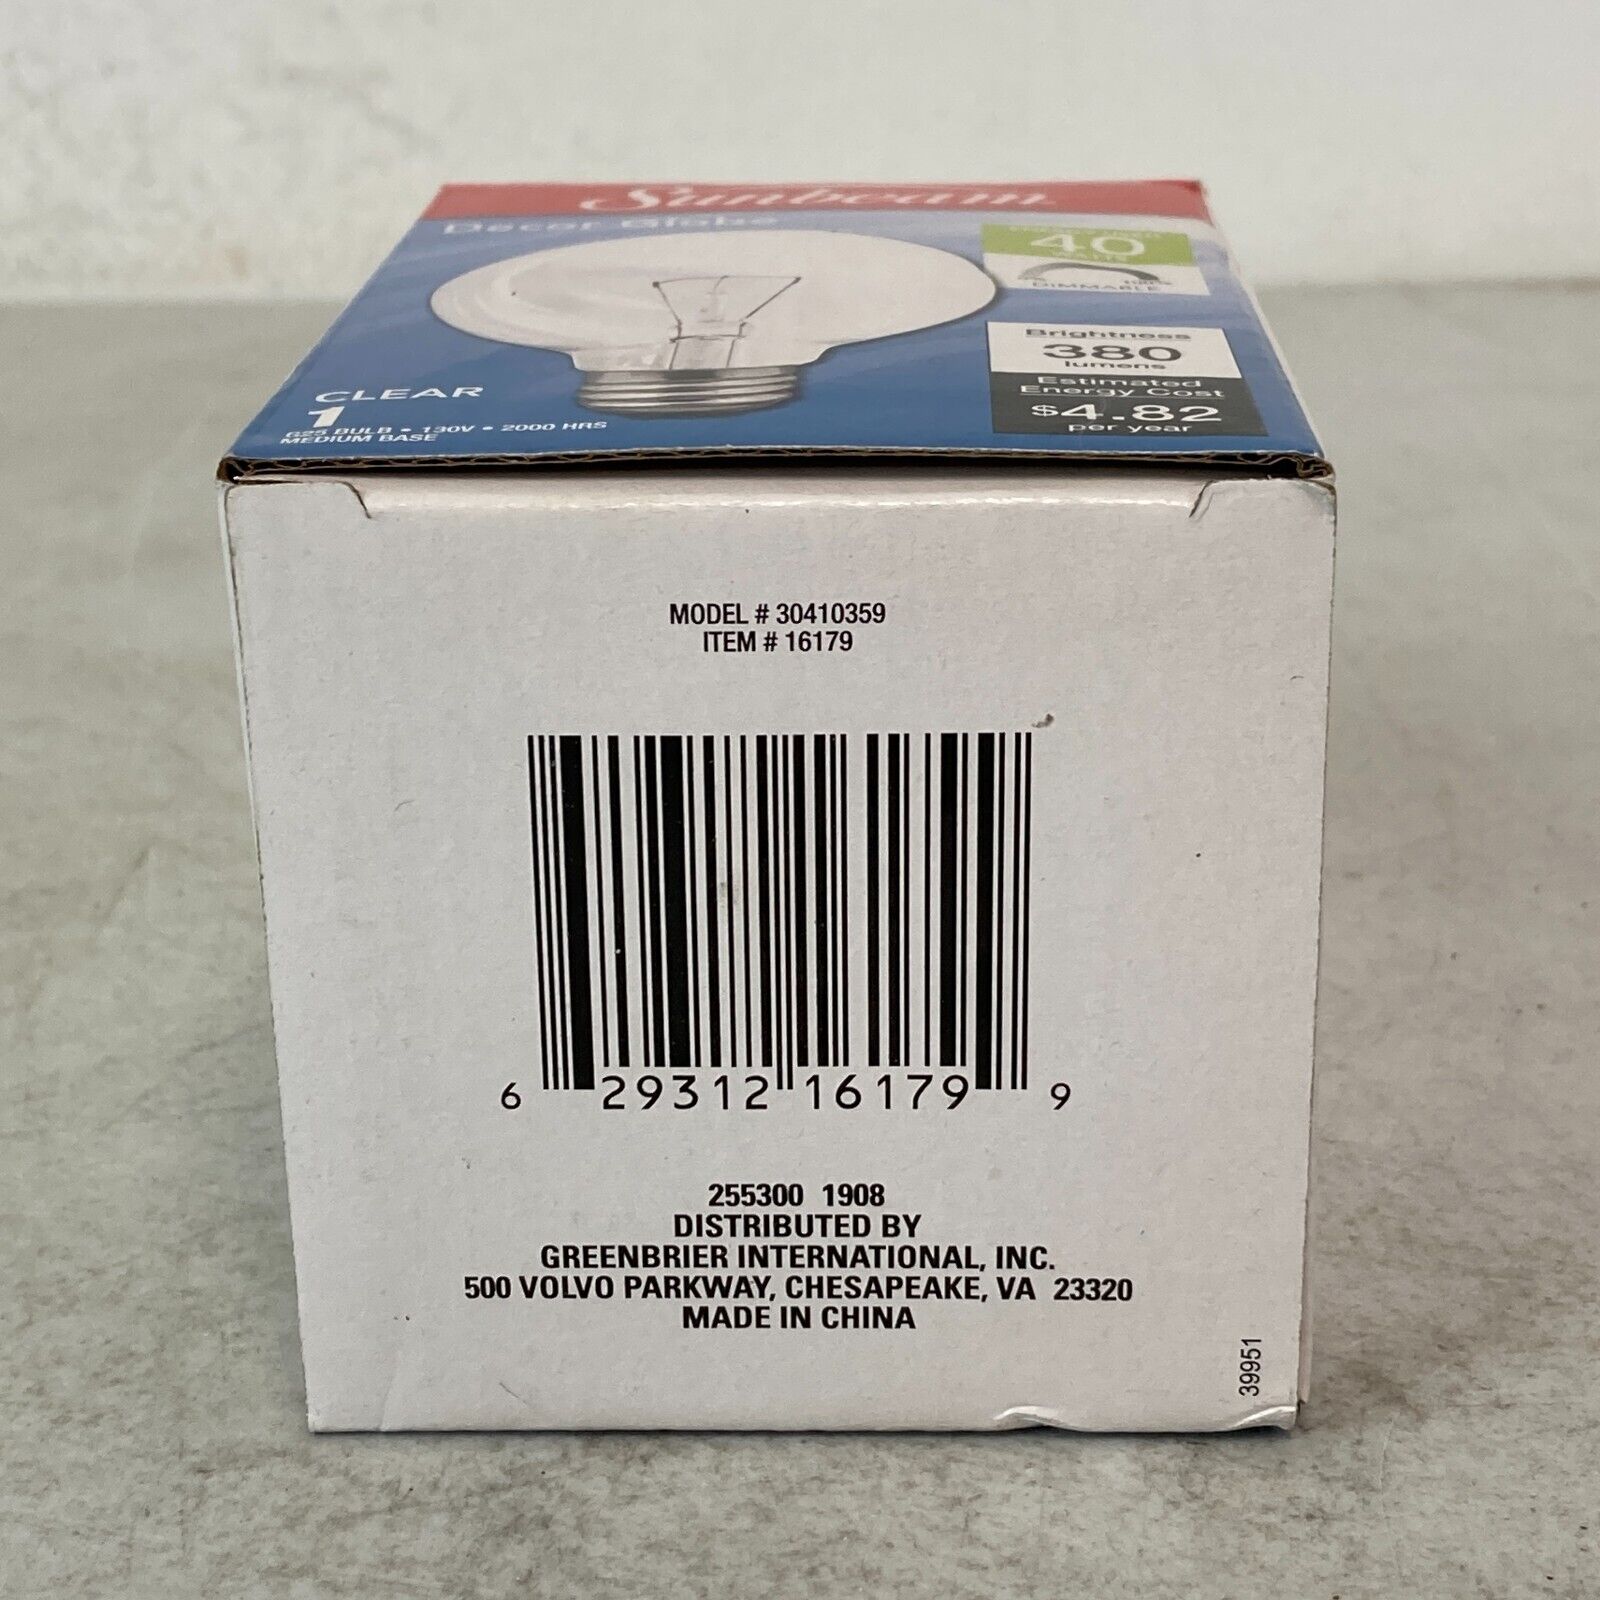 Sunbeam
Decor Globe
40
WATTS
DIMMABLE
Brightness
380
lumens
Estimated
Energy Cost
$4.82
per year
CLEAR
1
G25 BULB • 130V • 2000 HRS
MEDIUM BASE
MODEL # 30410359
ITEM # 16179
6 29312 16179 9
255300 1908
DISTRIBUTED BY
GREENBRIER INTERNATIONAL, INC.
500 VOLVO PARKWAY, CHESAPEAKE, VA 23320
MADE IN CHINA
39951